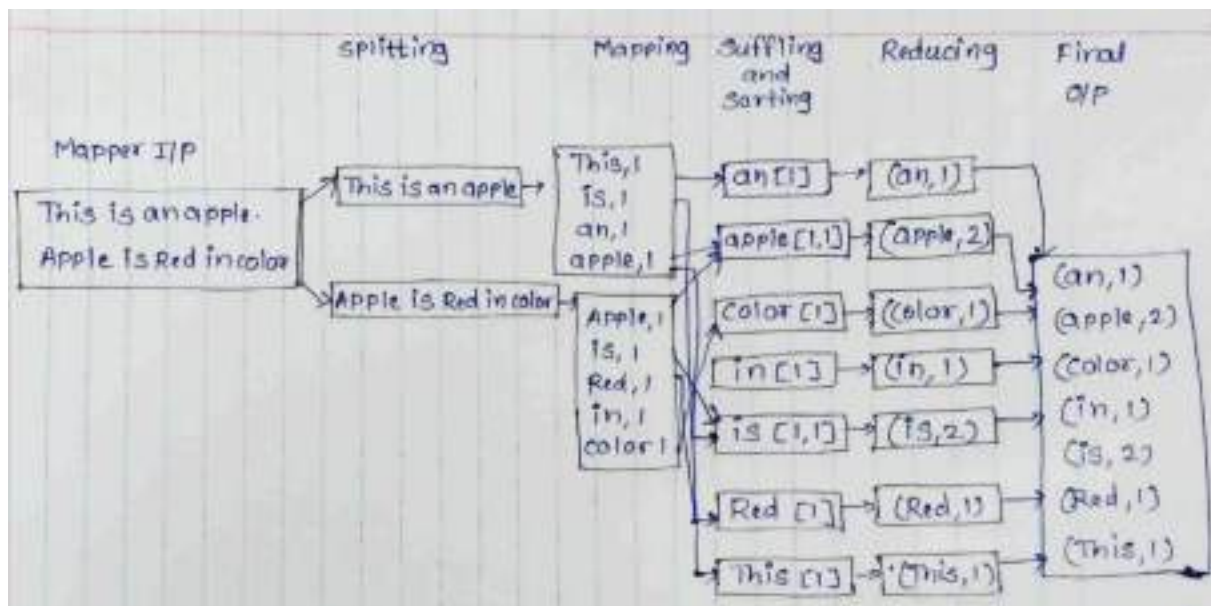 Splitting
Mapping
Suffling
and
Sarting
Reducing
Final
O/P
Mapper I/P
This is an apple.
Apple is Red in color
This is an apple
Apple is Red in color
This, 1
is, 1
an, 1
apple, 1
Apple, 1
is, 1
Red, 1
in, 1
color 1
an [1]
apple [1,1]
color [1]
in [1]
is [1,1]
Red [1]
This [1]
(an, 1)
(apple, 2)
(color, 1)
(in, 1)
(is, 2)
(Red, 1)
(This, 1)
(an, 1)
(apple, 2)
(color, 1)
(in, 1)
(is, 2)
(Red, 1)
(This, 1)